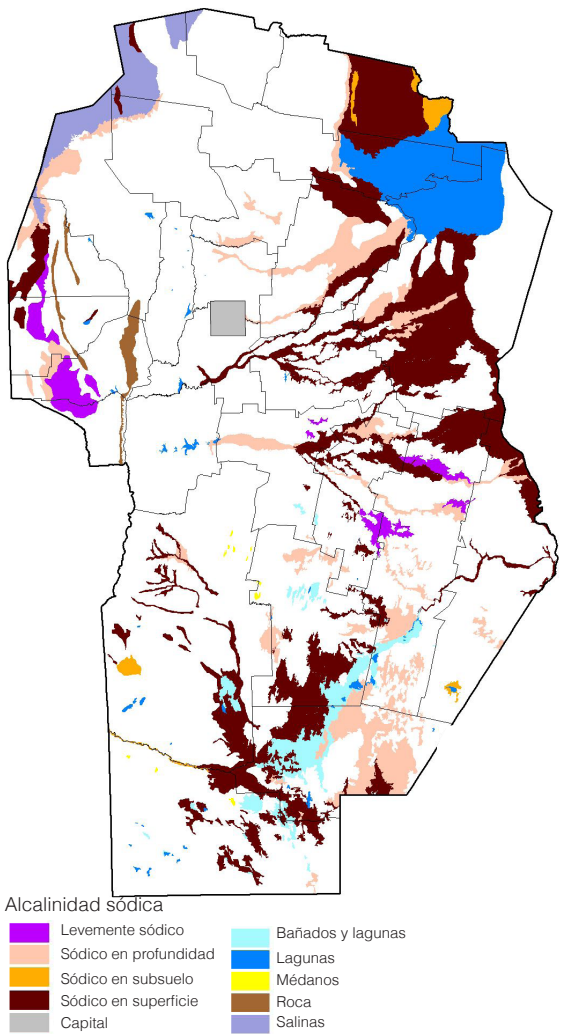 Alcalinidad sódica
Levemente sódico
Sódico en profundidad
Sódico en subsuelo
Sódico en superficie
Capital
Bañados y lagunas
Lagunas
Médanos
Roca
Salinas